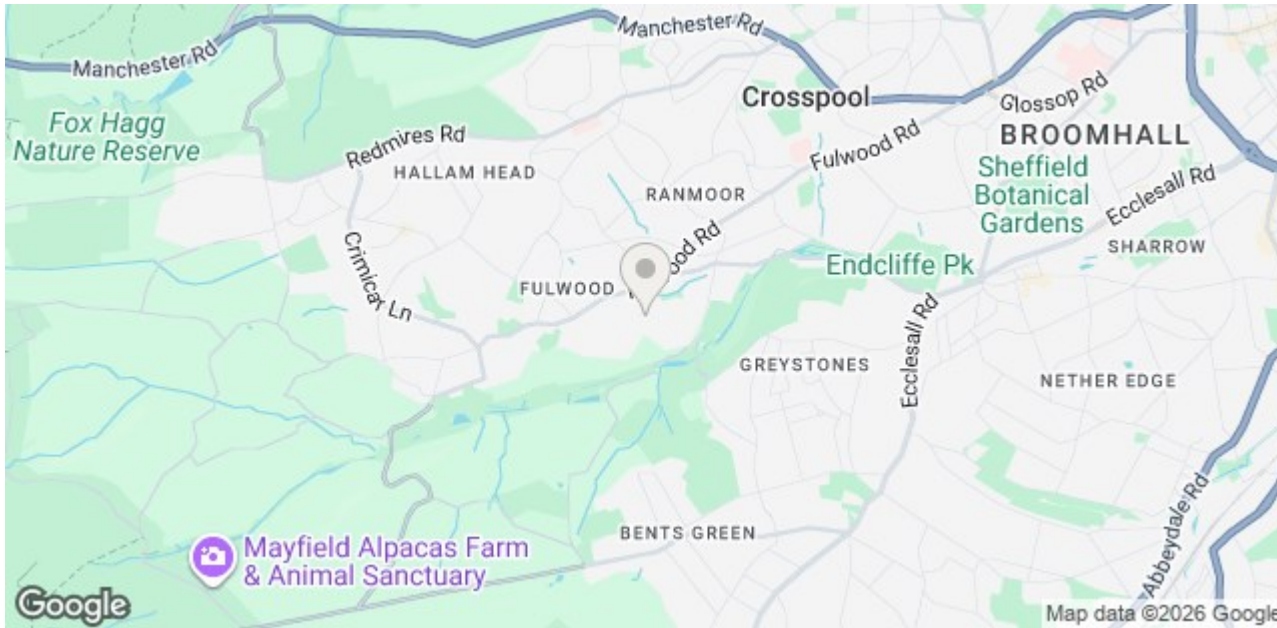 Manchester Rd
Manchester Rd
Crosspool
Glossop Rd
Fox Hagg
Nature Reserve
Redmires Rd
HALLAM HEAD
Fulwood Rd
BROOMHALL
RANMOOR
Sheffield
Botanical
Gardens
Ecclesall Rd
SHARROW
Crimicar Ln
FULWOOD
ood Rd
Endcliffe Pk
GREYSTONES
Ecclesall Rd
NETHER EDGE
BENTS GREEN
Abbeydale Rd
Mayfield Alpacas Farm
& Animal Sanctuary
Google
Map data ©2026 Google